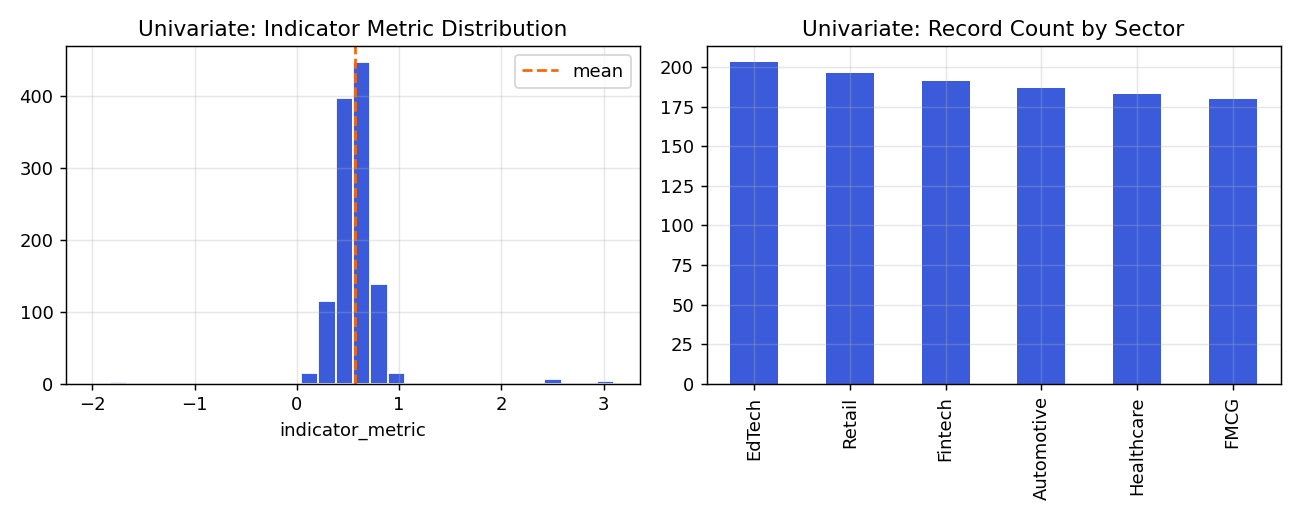 Univariate: Indicator Metric Distribution
mean
400
300
200
100
0
−2
−1
0
1
2
3
indicator_metric
Univariate: Record Count by Sector
200
175
150
125
100
75
50
25
0
EdTech
Retail
Fintech
Automotive
Healthcare
FMCG